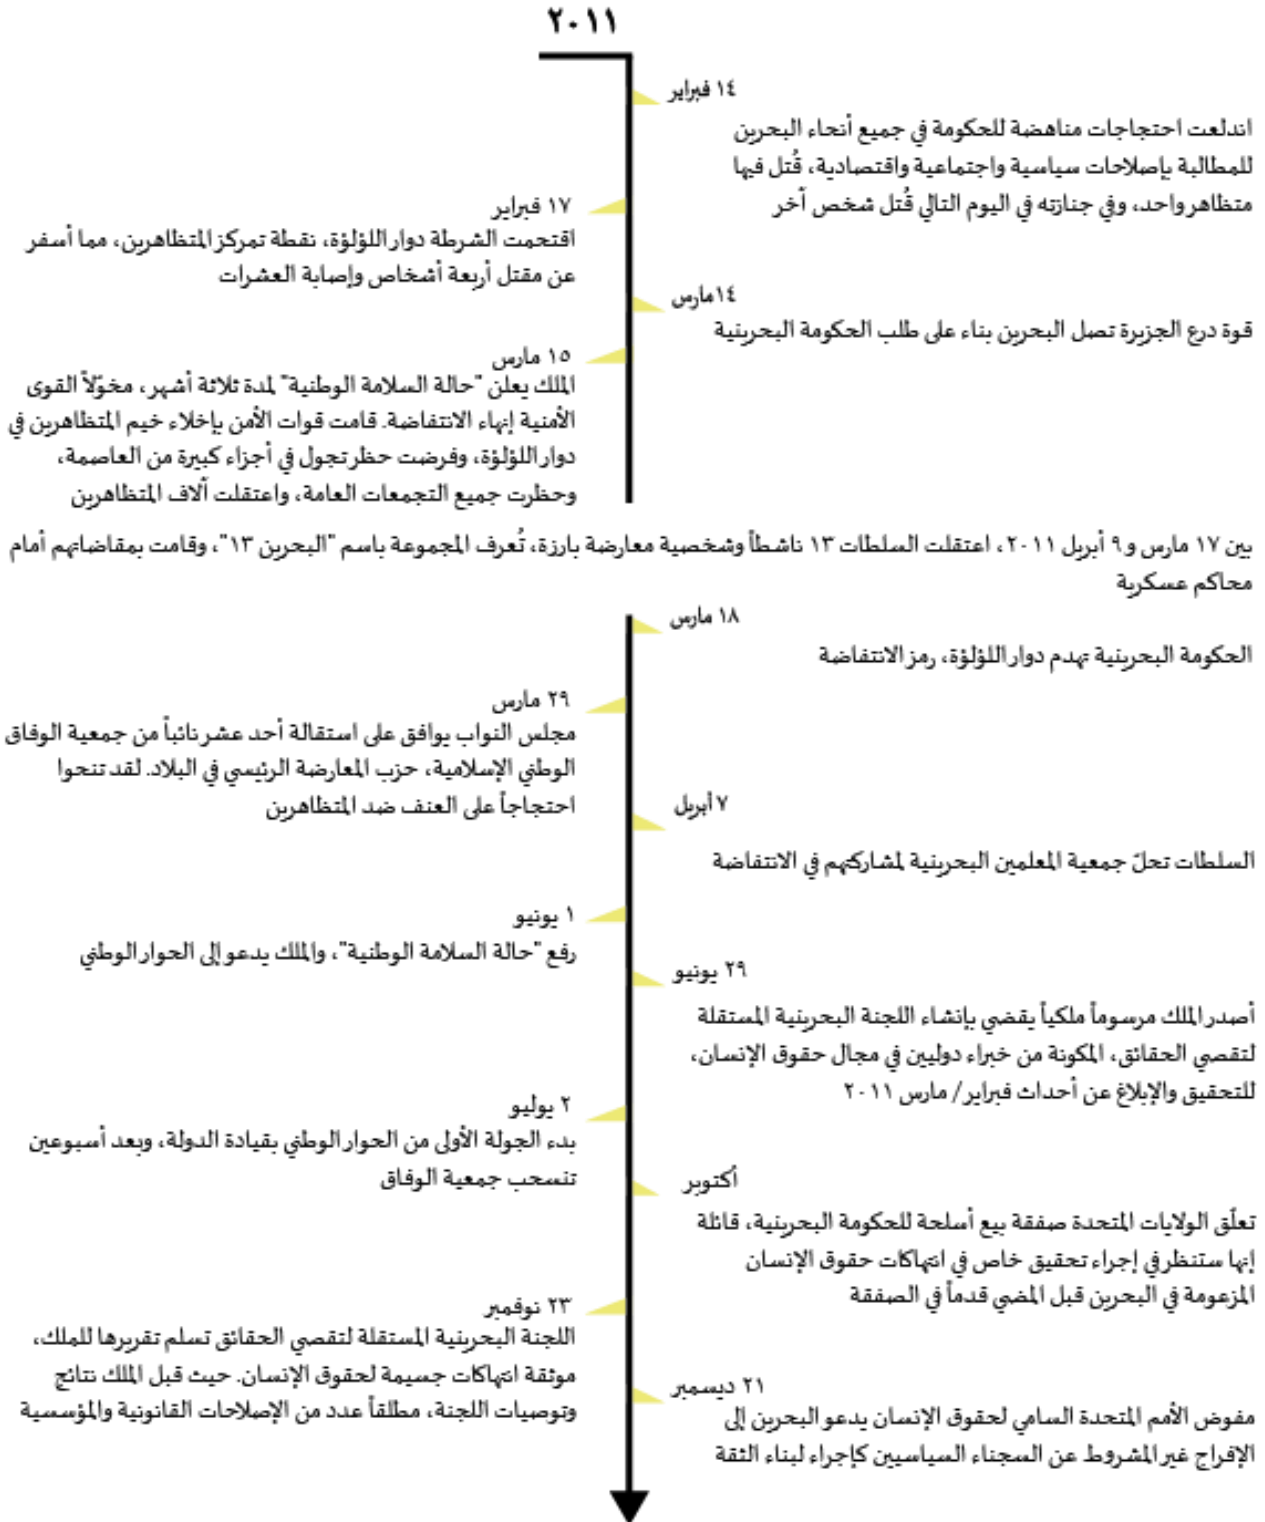 ٢٠١١
١٤ فبراير
اندلعت احتجاجات مناهضة للحكومة في جميع أنحاء البحرين
للمطالبة بإصلاحات سياسية واجتماعية واقتصادية، قُتل فيها
متظاهر واحد، وفي جنازته في اليوم التالي قُتل شخص آخر
١٧ فبراير
اقتحمت الشرطة دوار اللؤلؤة، نقطة تمركز المتظاهرين، مما أسفر
عن مقتل أربعة أشخاص وإصابة العشرات
١٤مارس
قوة درع الجزيرة تصل البحرين بناء على طلب الحكومة البحرينية
١٥ مارس
الملك يعلن "حالة السلامة الوطنية" لمدة ثلاثة أشهر، مخوّلاً القوى
الأمنية إنهاء الانتفاضة. قامت قوات الأمن بإخلاء خيم المتظاهرين في
دوار اللؤلؤة، وفرضت حظر تجول في أجزاء كبيرة من العاصمة،
وحظرت جميع التجمعات العامة، واعتقلت آلاف المتظاهرين
بين ١٧ مارس و٩ أبريل ٢٠١١، اعتقلت السلطات ١٣ ناشطاً وشخصية معارضة بارزة، تُعرف المجموعة باسم "البحرين ١٣"، وقامت بمقاضاتهم أمام
محاكم عسكرية
١٨ مارس
الحكومة البحرينية تهدم دوار اللؤلؤة، رمز الانتفاضة
٢٩ مارس
مجلس النواب يوافق على استقالة أحد عشر نائباً من جمعية الوفاق
الوطني الإسلامية، حزب المعارضة الرئيسي في البلاد. لقد تنحوا
احتجاجاً على العنف ضد المتظاهرين
٧ أبريل
السلطات تحلّ جمعية المعلمين البحرينية لمشاركتهم في الانتفاضة
١ يونيو
رفع "حالة السلامة الوطنية"، والملك يدعو إلى الحوار الوطني
٢٩ يونيو
أصدر الملك مرسوماً ملكياً يقضي بإنشاء اللجنة البحرينية المستقلة
لتقصي الحقائق، المكونة من خبراء دوليين في مجال حقوق الإنسان،
للتحقيق والإبلاغ عن أحداث فبراير/ مارس ٢٠١١
٢ يوليو
بدء الجولة الأولى من الحوار الوطني بقيادة الدولة، وبعد أسبوعين
تنسحب جمعية الوفاق
أكتوبر
تعلّق الولايات المتحدة صفقة بيع أسلحة للحكومة البحرينية، قائلة
إنها ستنظر في إجراء تحقيق خاص في انتهاكات حقوق الإنسان
المزعومة في البحرين قبل المضي قدماً في الصفقة
٢٣ نوفمبر
اللجنة البحرينية المستقلة لتقصي الحقائق تسلم تقريرها للملك،
موثقة انتهاكات جسيمة لحقوق الإنسان. حيث قبل الملك نتائج
وتوصيات اللجنة، مطلقاً عدد من الإصلاحات القانونية والمؤسسية
٢١ ديسمبر
مفوض الأمم المتحدة السامي لحقوق الإنسان يدعو البحرين إلى
الإفراج غير المشروط عن السجناء السياسيين كإجراء لبناء الثقة